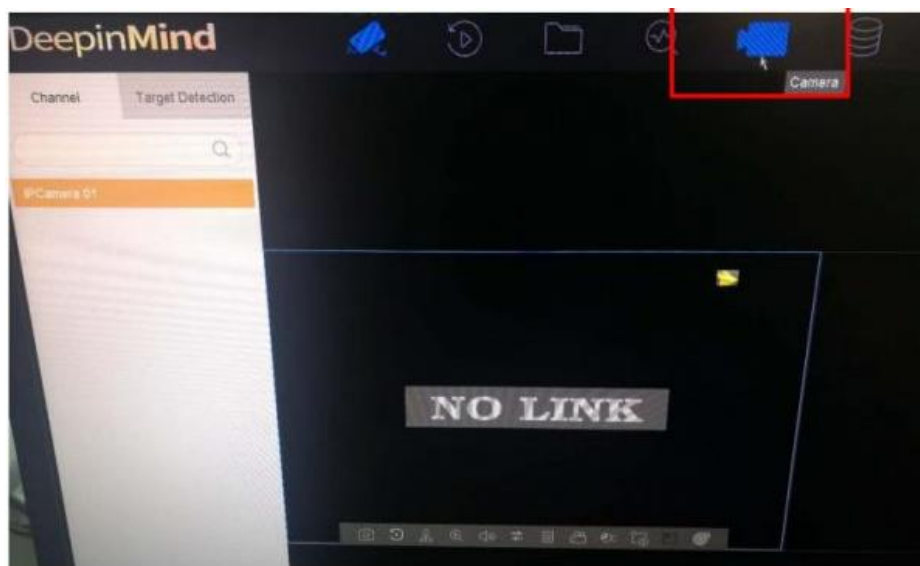 DeepinMind
Camera
Channel
Target Detection
IPCamera 01
NO LINK